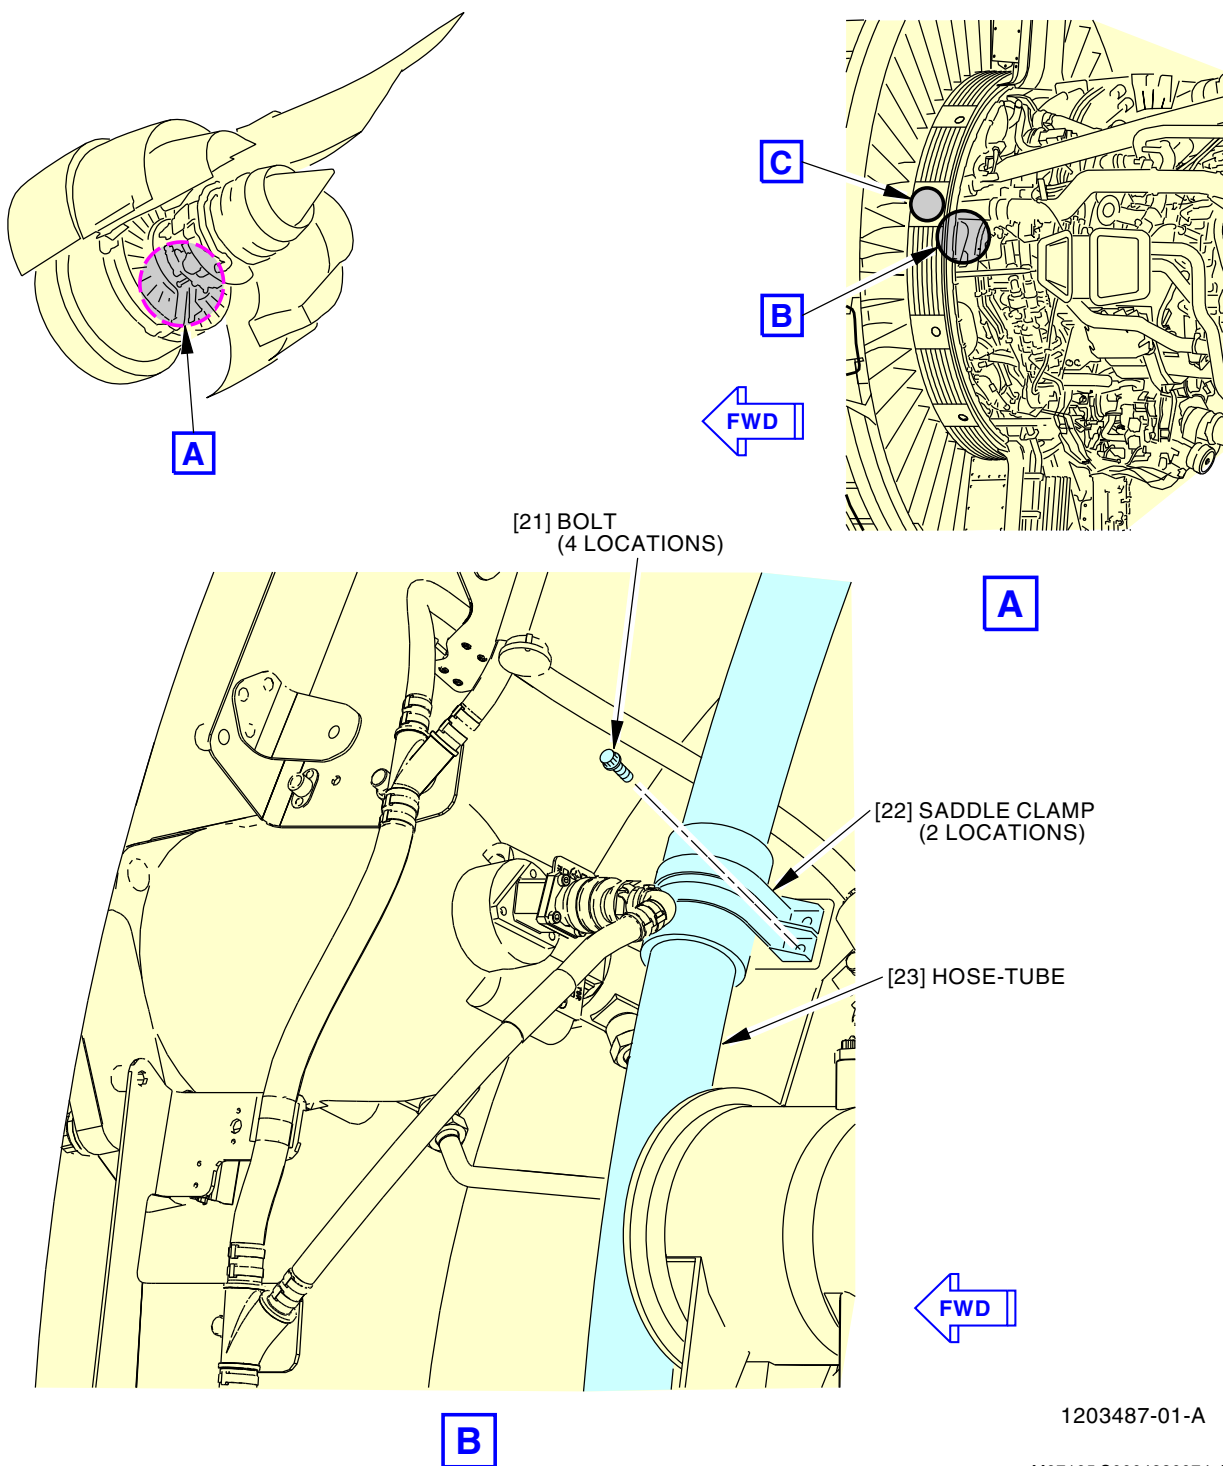 C
B
FWD
A
[21] BOLT
(4 LOCATIONS)
A
[22] SADDLE CLAMP
(2 LOCATIONS)
[23] HOSE-TUBE
FWD
1203487-01-A
B